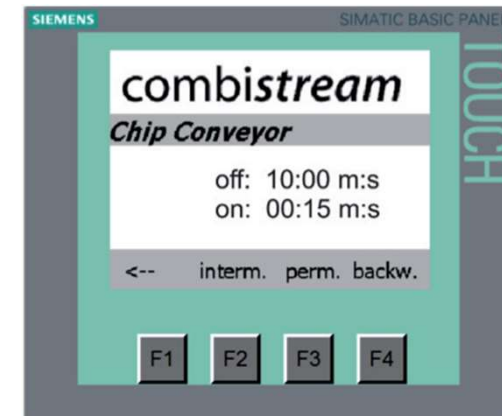 SIEMENS
SIMATIC BASIC PANEL
TOUCH
combistream
Chip Conveyor
off: 10:00 m:s
on: 00:15 m:s
<-- interm. perm. backw.
F1 F2 F3 F4